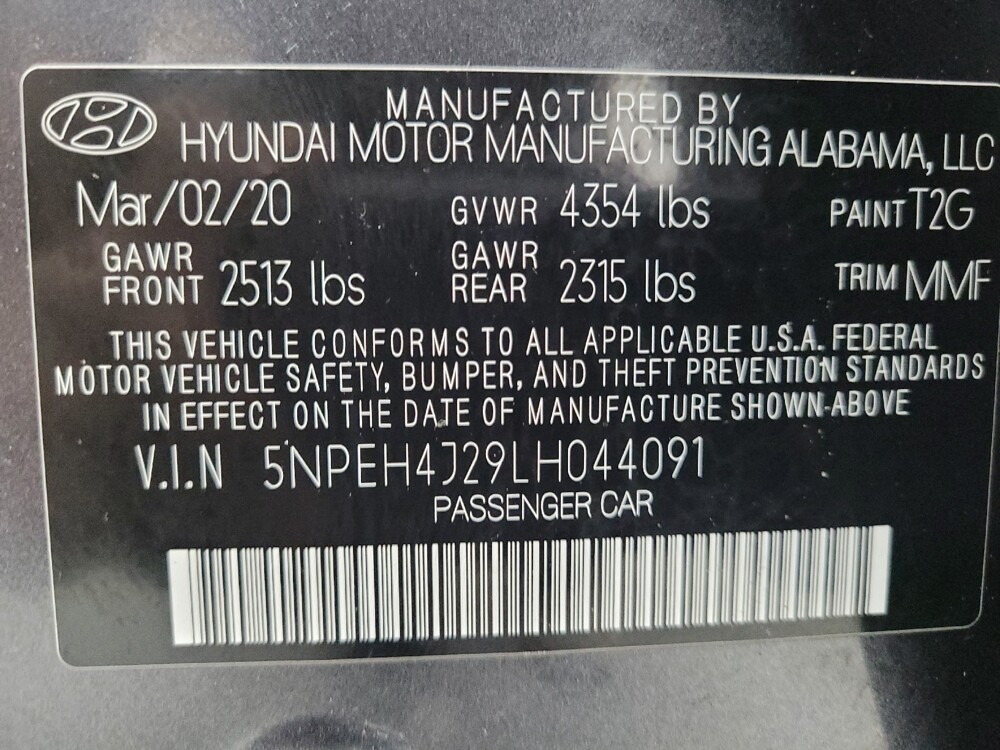 MANUFACTURED BY
HYUNDAI MOTOR MANUFACTURING ALABAMA, LLC
Mar/02/20 GVWR 4354 lbs PAINT T2G
GAWR FRONT 2513 lbs GAWR REAR 2315 lbs TRIM MMF
THIS VEHICLE CONFORMS TO ALL APPLICABLE U.S.A. FEDERAL
MOTOR VEHICLE SAFETY, BUMPER, AND THEFT PREVENTION STANDARDS
IN EFFECT ON THE DATE OF MANUFACTURE SHOWN-ABOVE
V.I.N 5NPEH4J29LH044091
PASSENGER CAR